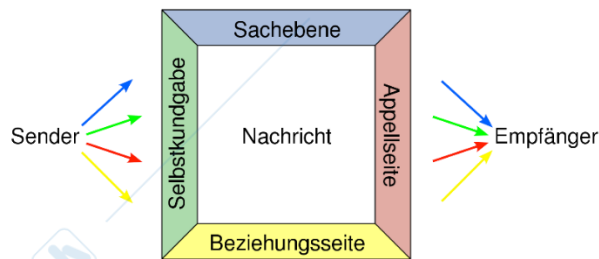 Sachebene
Sender
Selbstkundgabe
Nachricht
Appellseite
Empfänger
Beziehungsseite